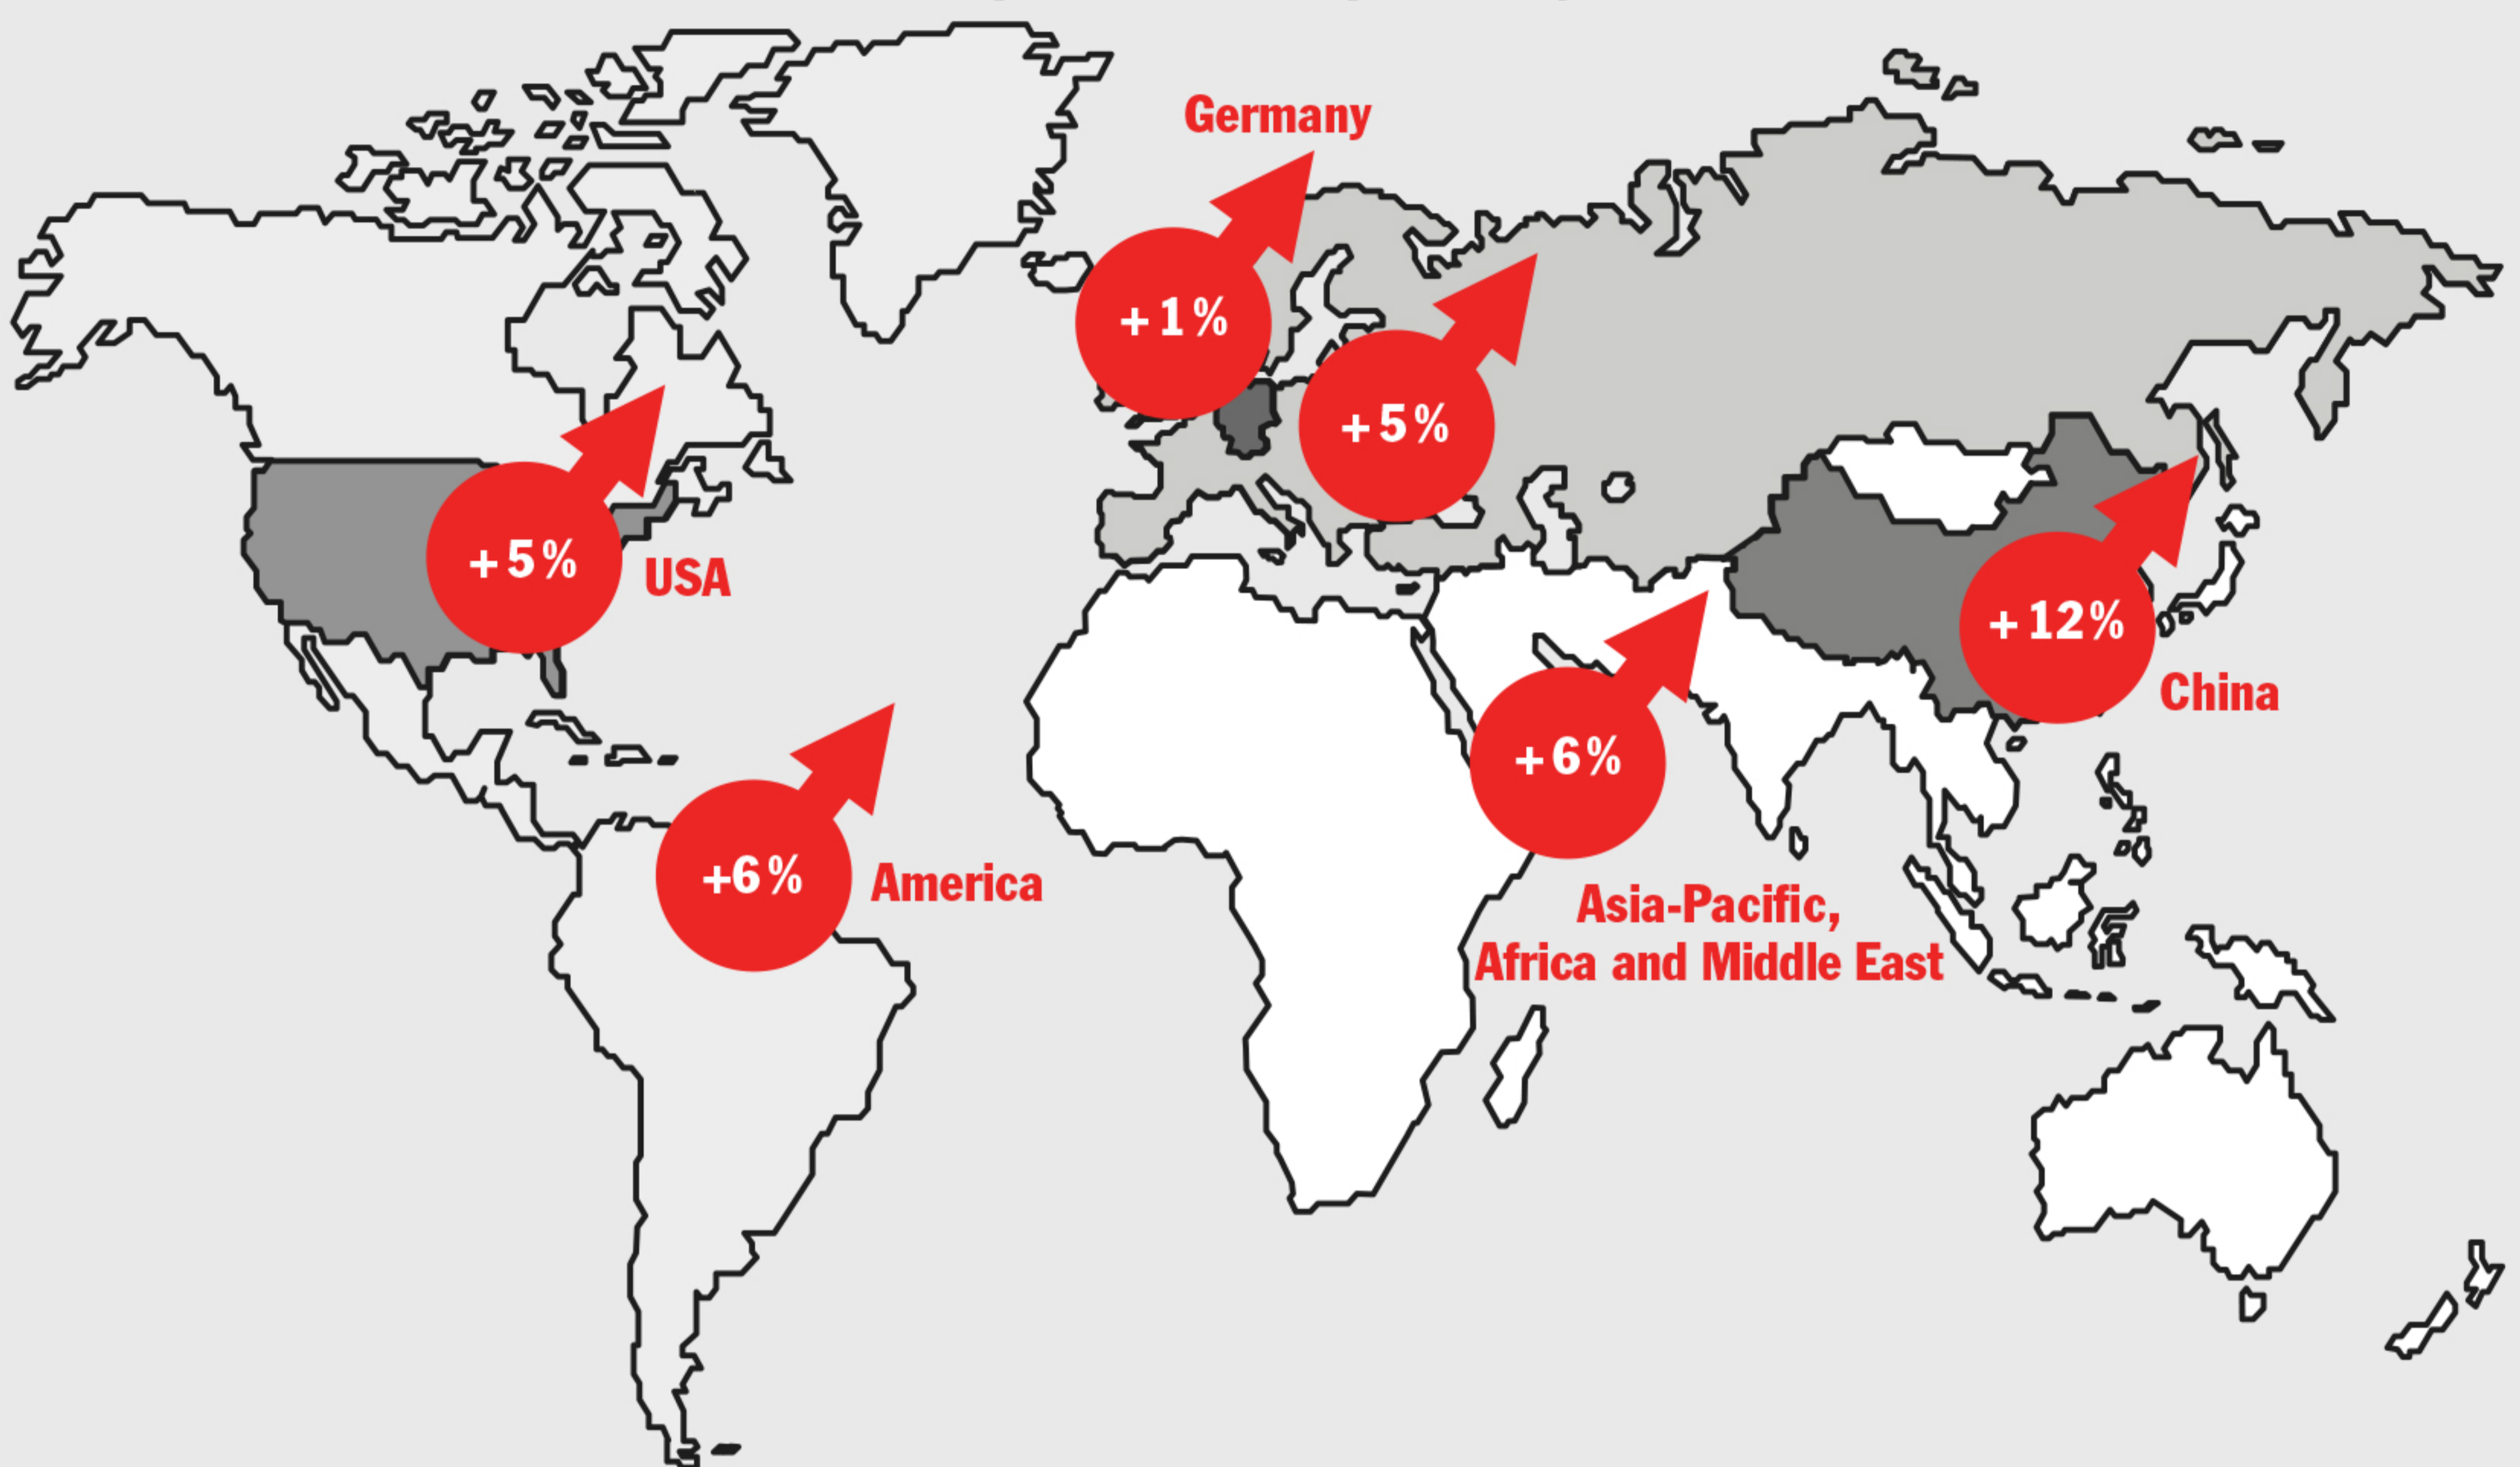 Germany
+ 1%
+ 5%
+ 5%
USA
+ 12%
China
+ 6%
Asia-Pacific,
Africa and Middle East
+6%
America